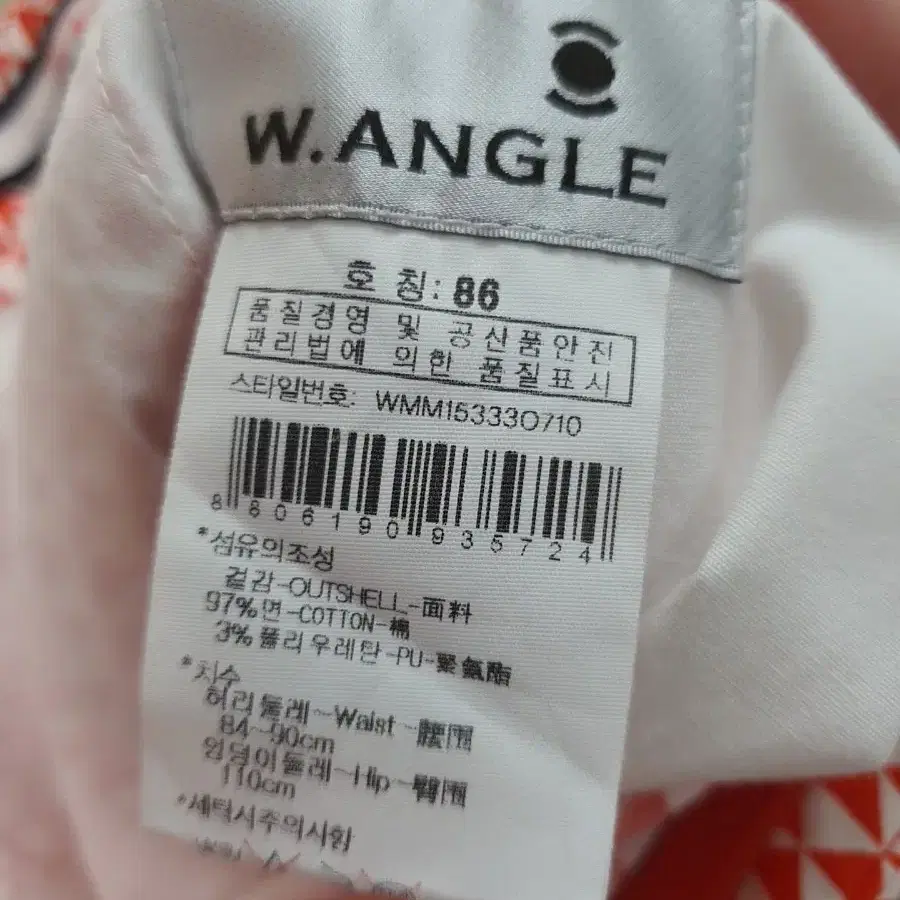 W.ANGLE
호 칭: 86
품질경영 및 공산품안전
관리법에 의한 품질표시
스타일번호: WMM15333O710
8 806190 935724
*섬유의조성
겉감-OUTSHELL-面料
97%면-COTTON-棉
3%폴리우레탄-PU-聚氨酯
*치수
허리둘레-Waist-腰围
84-90cm
엉덩이둘레-Hip-臀围
110cm
*세탁시주의사항